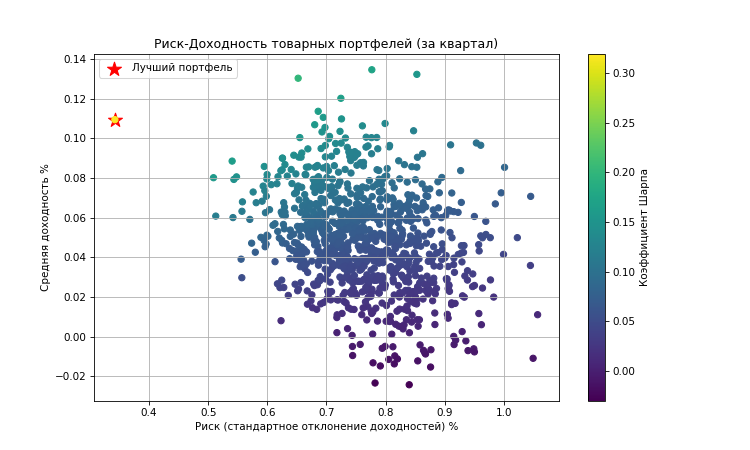 Риск-Доходность товарных портфелей (за квартал)
Лучший портфель
Средняя доходность %
0.14
0.12
0.10
0.08
0.06
0.04
0.02
0.00
−0.02
0.4 0.5 0.6 0.7 0.8 0.9 1.0
Риск (стандартное отклонение доходностей) %
0.30
0.25
0.20
0.15
0.10
0.05
0.00
Коэффициент Шарпа